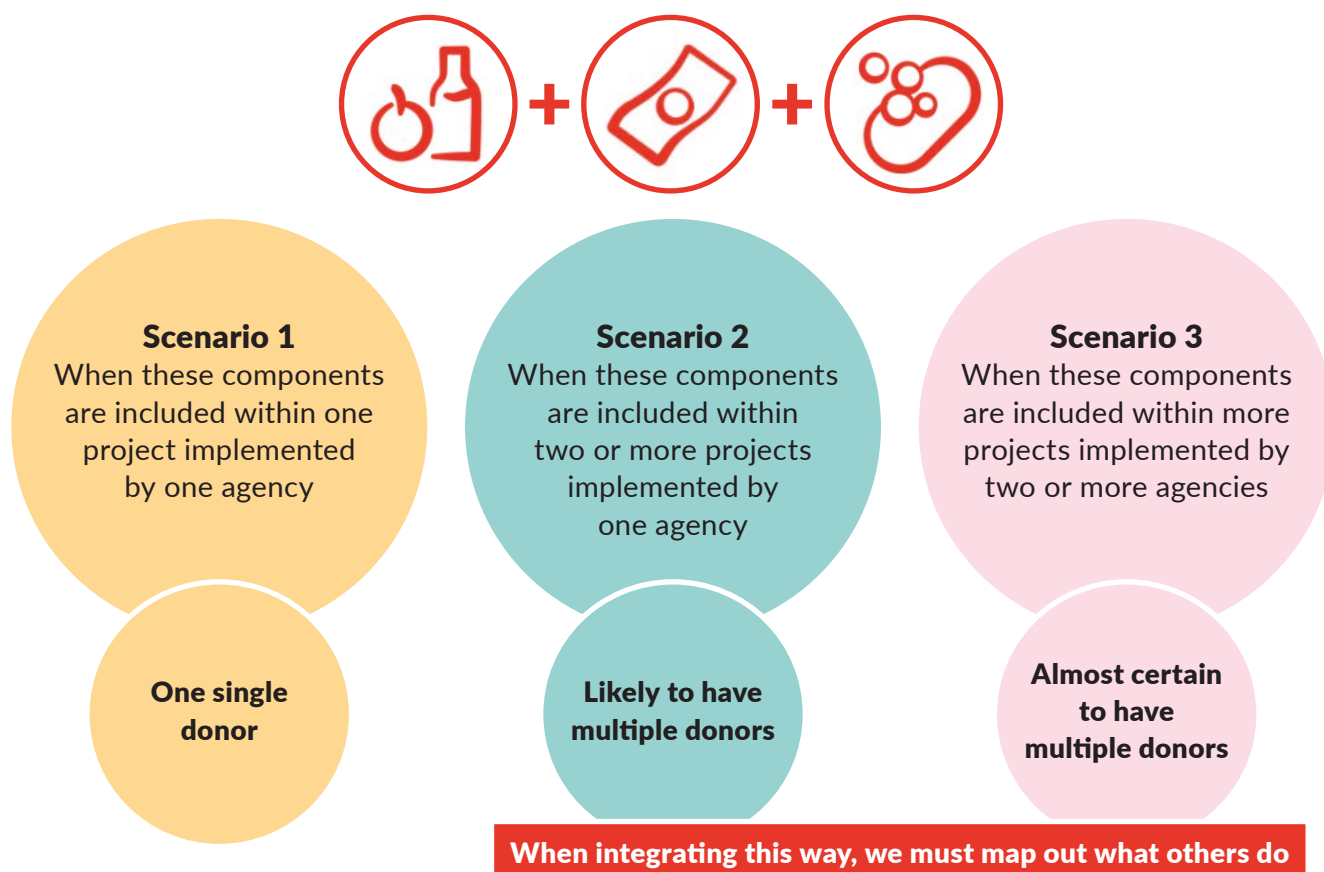 Scenario 1
When these components
are included within one
project implemented
by one agency
One single
donor
Scenario 2
When these components
are included within
two or more projects
implemented by
one agency
Likely to have
multiple donors
Scenario 3
When these components
are included within more
projects implemented by
two or more agencies
Almost certain
to have
multiple donors
When integrating this way, we must map out what others do